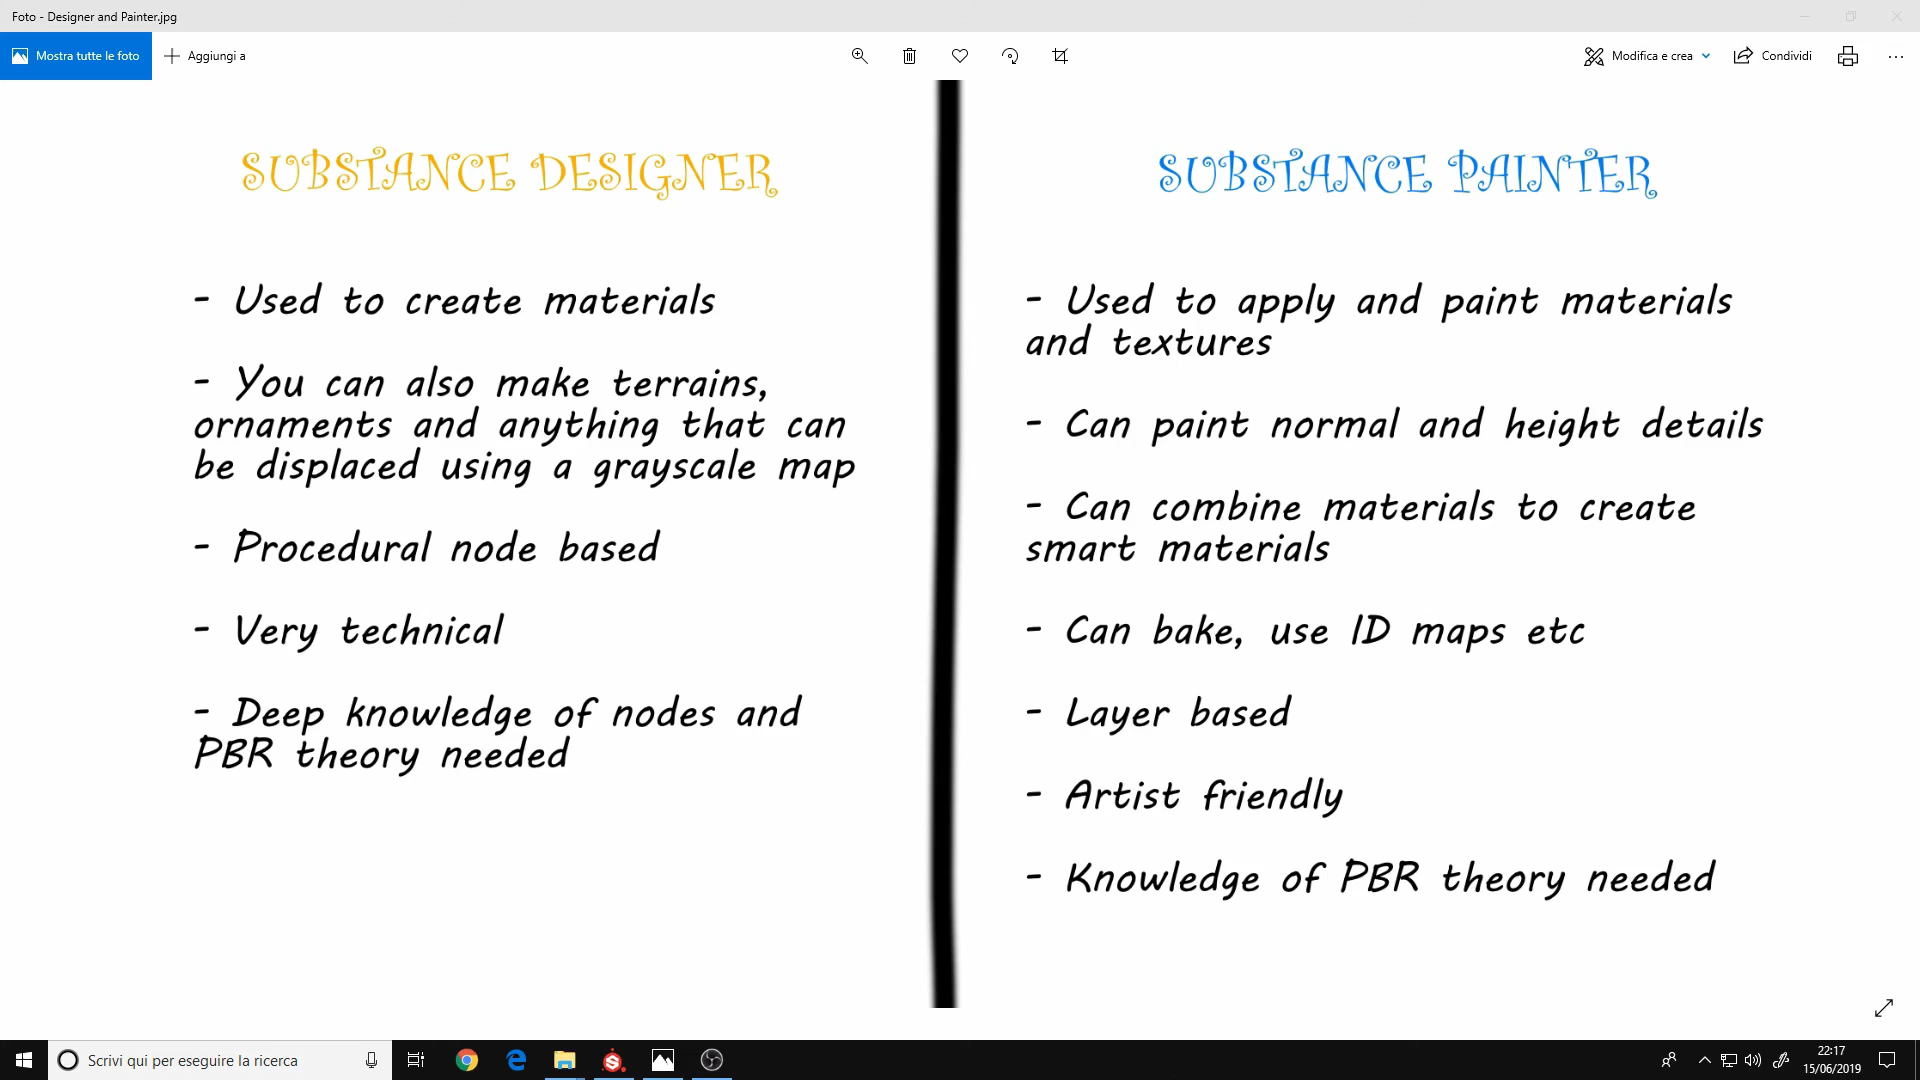 Foto - Designer and Painter.jpg
Mostra tutte le foto
Aggiungi a
Modifica e crea
Condividi
SUBSTANCE DESIGNER
- Used to create materials
- You can also make terrains,
ornaments and anything that can
be displaced using a grayscale map
- Procedural node based
- Very technical
- Deep knowledge of nodes and
PBR theory needed
SUBSTANCE PAINTER
- Used to apply and paint materials
and textures
- Can paint normal and height details
- Can combine materials to create
smart materials
- Can bake, use ID maps etc
- Layer based
- Artist friendly
- Knowledge of PBR theory needed
Scrivi qui per eseguire la ricerca
22:17
15/06/2019